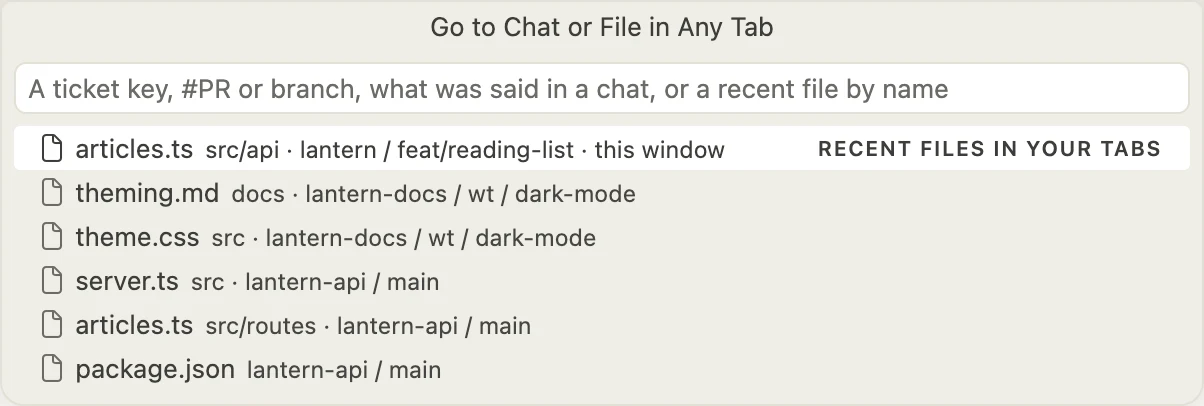 Go to Chat or File in Any Tab
A ticket key, #PR or branch, what was said in a chat, or a recent file by name
articles.ts src/api · lantern / feat/reading-list · this window RECENT FILES IN YOUR TABS
theming.md docs · lantern-docs / wt / dark-mode
theme.css src · lantern-docs / wt / dark-mode
server.ts src · lantern-api / main
articles.ts src/routes · lantern-api / main
package.json lantern-api / main